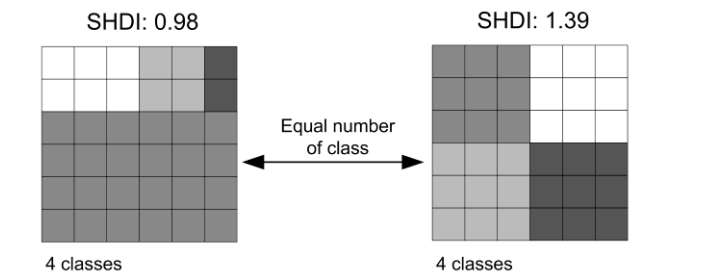 SHDI: 0.98
SHDI: 1.39
Equal number
of class
4 classes
4 classes